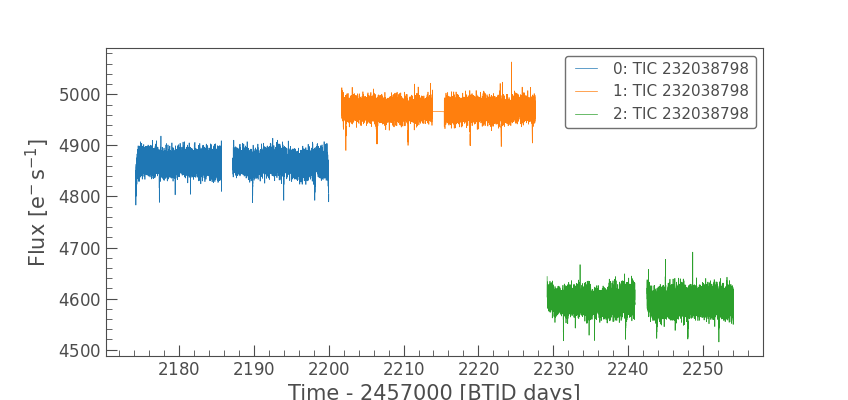 0: TIC 232038798
1: TIC 232038798
2: TIC 232038798
Flux [e⁻ s⁻¹]
5000
4900
4800
4700
4600
4500
2180 2190 2200 2210 2220 2230 2240 2250
Time - 2457000 [BTJD days]